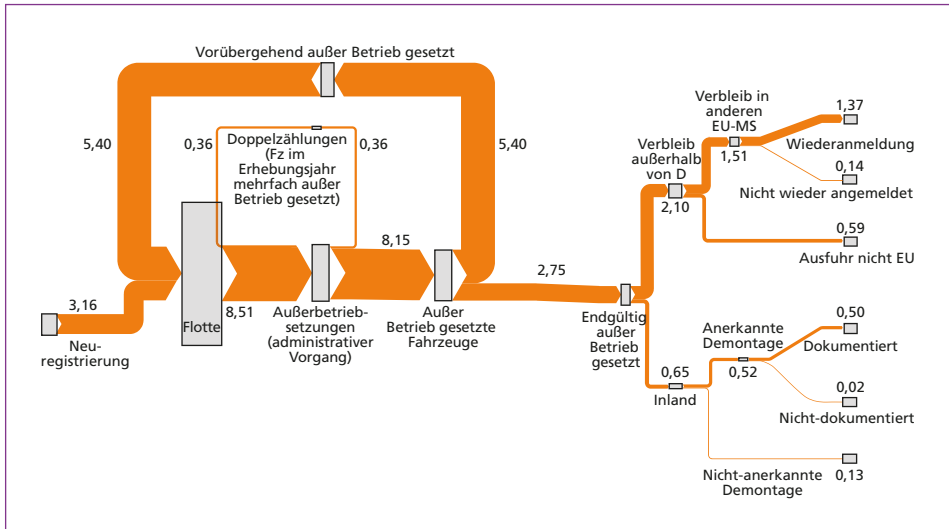 Vorübergehend außer Betrieb gesetzt
5,40
0,36
Doppelzählungen
(Fz im
Erhebungsjahr
mehrfach außer
Betrieb gesetzt)
0,36
5,40
3,16
Neu-
registrierung
Flotte
8,51
Außerbetrieb-
setzungen
(administrativer
Vorgang)
8,15
Außer
Betrieb gesetzte
Fahrzeuge
2,75
Endgültig
außer
Betrieb
gesetzt
Verbleib
außerhalb
von D
2,10
Verbleib in
anderen
EU-MS
1,51
1,37
Wiederanmeldung
0,14
Nicht wieder angemeldet
0,59
Ausfuhr nicht EU
0,65
Inland
Anerkannte
Demontage
0,52
0,50
Dokumentiert
0,02
Nicht-dokumentiert
Nicht-anerkannte
Demontage
0,13